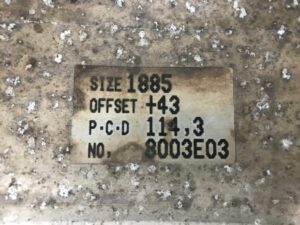 SIZE 1885
OFFSET +43
P·C·D 114,3
NO, 8003E03